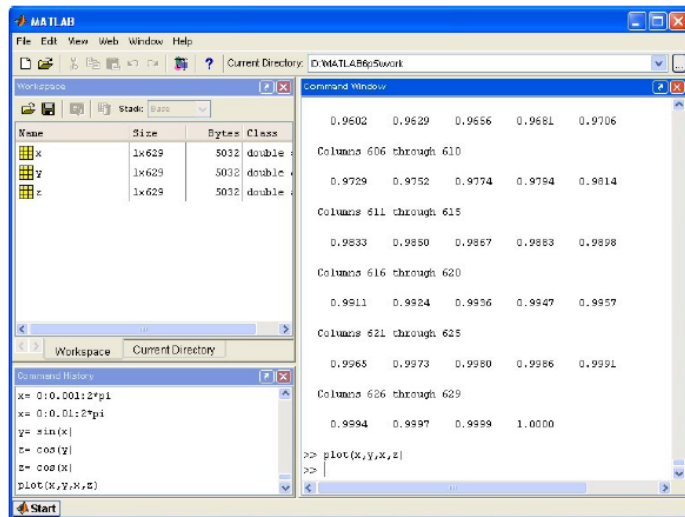 MATLAB
File Edit View Web Window Help
? Current Directory: D:\MATLAB6p5\work ...
Workspace
Stack: Base
Name Size Bytes Class
x 1x629 5032 double
y 1x629 5032 double
z 1x629 5032 double
Workspace Current Directory
Command History
x= 0:0.001:2*pi
x= 0:0.01:2*pi
y= sin(x)
z= cos(y)
z= cos(x)
plot(x,y,x,z)
Command Window
0.9602 0.9629 0.9656 0.9681 0.9706
Columns 606 through 610
0.9729 0.9752 0.9774 0.9794 0.9814
Columns 611 through 615
0.9833 0.9850 0.9867 0.9883 0.9898
Columns 616 through 620
0.9911 0.9924 0.9936 0.9947 0.9957
Columns 621 through 625
0.9965 0.9973 0.9980 0.9986 0.9991
Columns 626 through 629
0.9994 0.9997 0.9999 1.0000
>> plot(x,y,x,z)
>>
Start